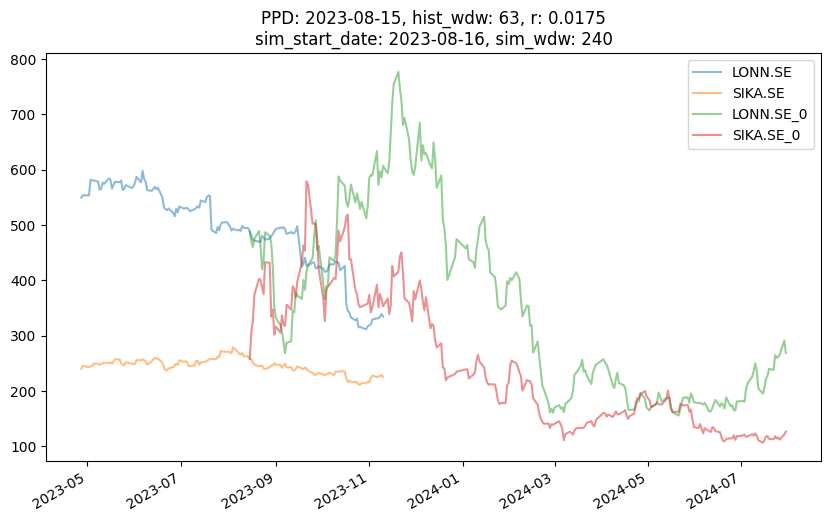 PPD: 2023-08-15, hist_wdw: 63, r: 0.0175
sim_start_date: 2023-08-16, sim_wdw: 240
LONN.SE
SIKA.SE
LONN.SE_0
SIKA.SE_0
800
700
600
500
400
300
200
100
2023-05
2023-07
2023-09
2023-11
2024-01
2024-03
2024-05
2024-07